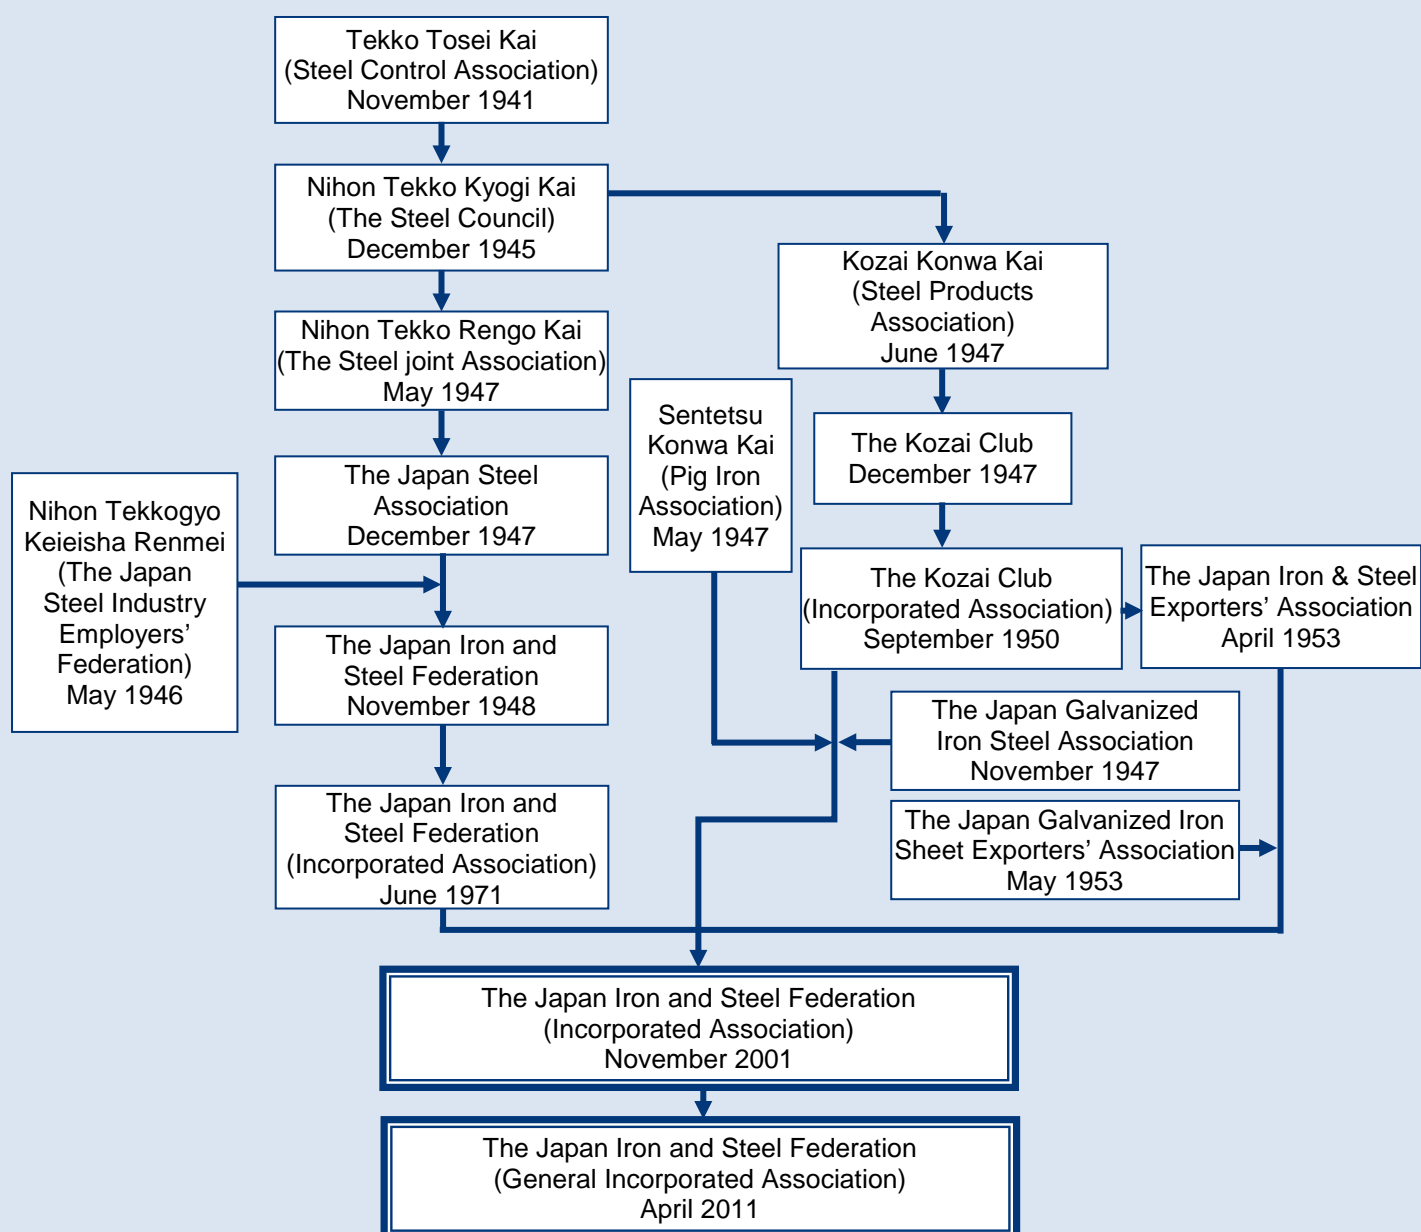 Tekko Tosei Kai
(Steel Control Association)
November 1941
Nihon Tekko Kyogi Kai
(The Steel Council)
December 1945
Kozai Konwa Kai
(Steel Products
Association)
June 1947
Nihon Tekko Rengo Kai
(The Steel joint Association)
May 1947
Sentetsu
Konwa Kai
(Pig Iron
Association)
May 1947
The Kozai Club
December 1947
The Japan Steel
Association
December 1947
Nihon Tekkogyo
Keieisha Renmei
(The Japan
Steel Industry
Employers’
Federation)
May 1946
The Kozai Club
(Incorporated Association)
September 1950
The Japan Iron & Steel
Exporters’ Association
April 1953
The Japan Iron and
Steel Federation
November 1948
The Japan Galvanized
Iron Steel Association
November 1947
The Japan Iron and
Steel Federation
(Incorporated Association)
June 1971
The Japan Galvanized Iron
Sheet Exporters’ Association
May 1953
The Japan Iron and Steel Federation
(Incorporated Association)
November 2001
The Japan Iron and Steel Federation
(General Incorporated Association)
April 2011